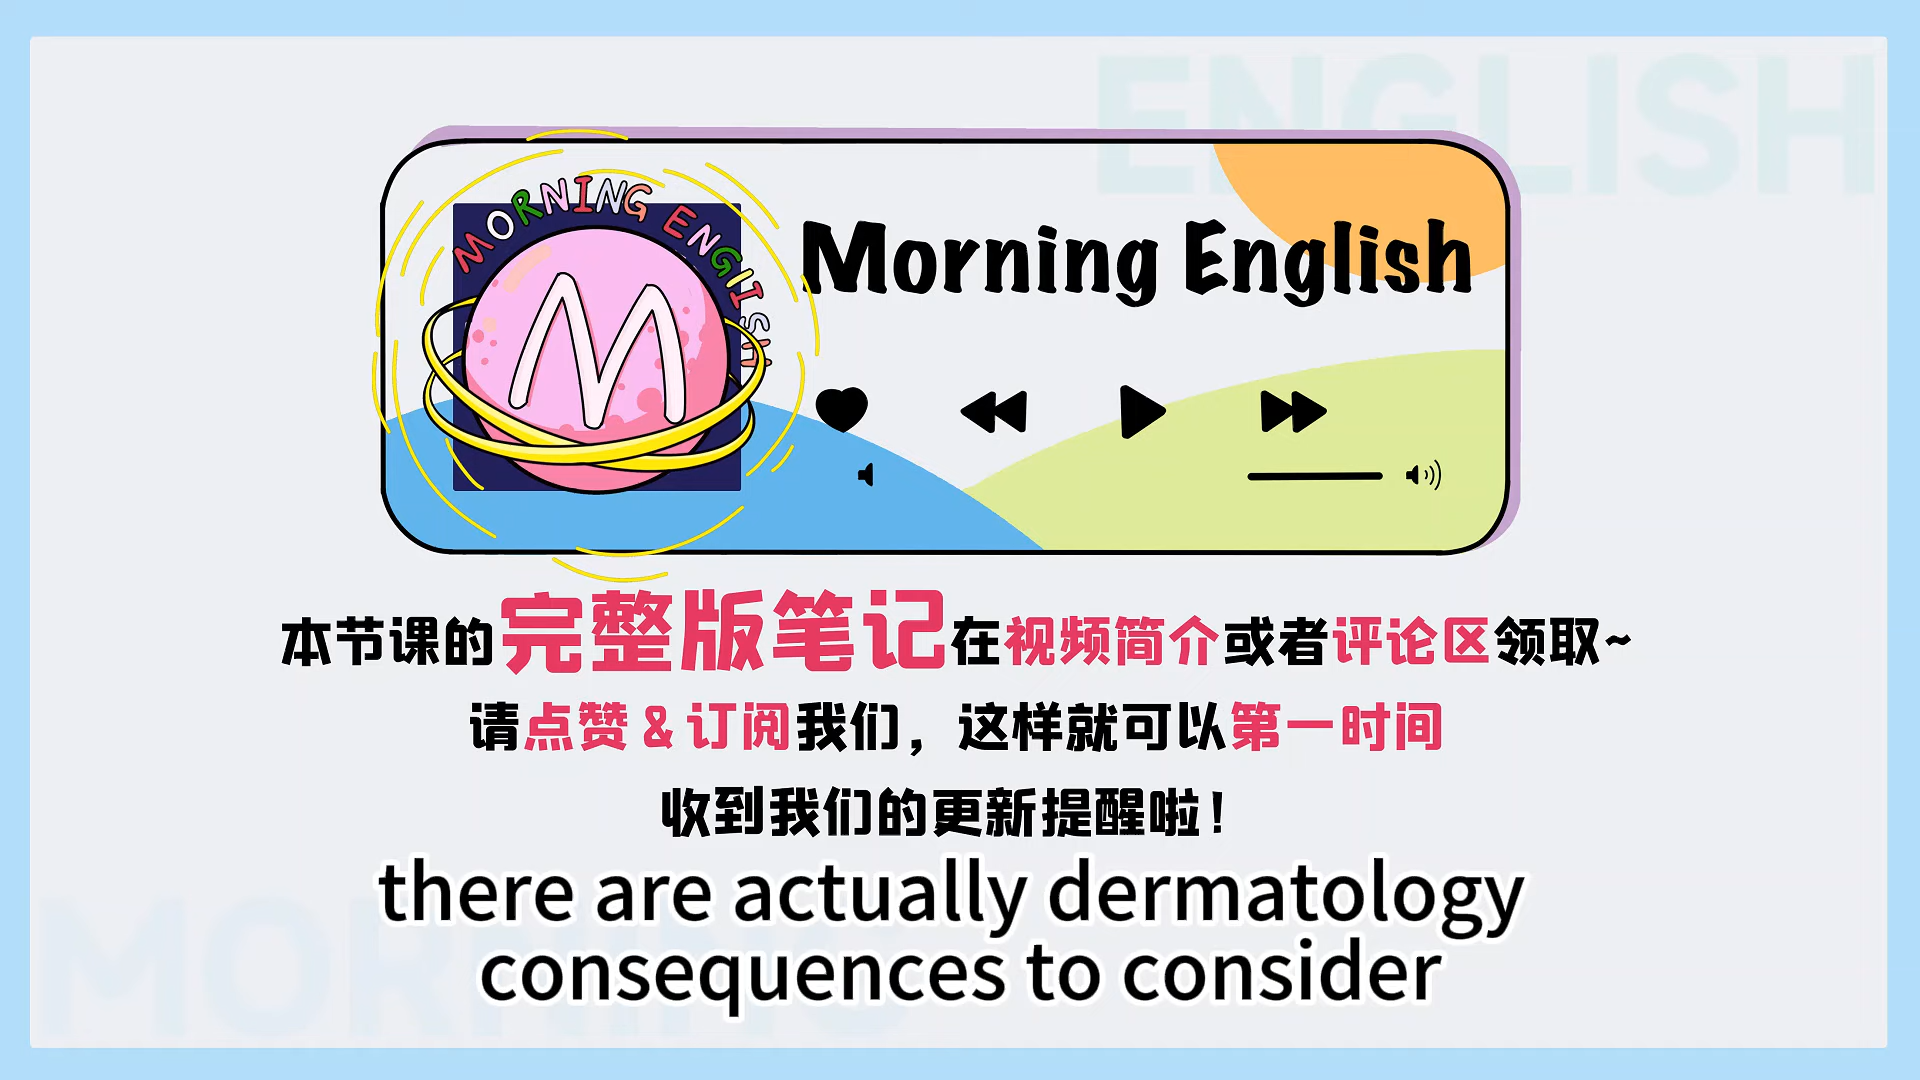 ENGLISH
MORNING ENGLISH
M
Morning English
本节课的完整版笔记在视频简介或者评论区领取~
请点赞&订阅我们，这样就可以第一时间
收到我们的更新提醒啦！
there are actually dermatology
consequences to consider
MORNING